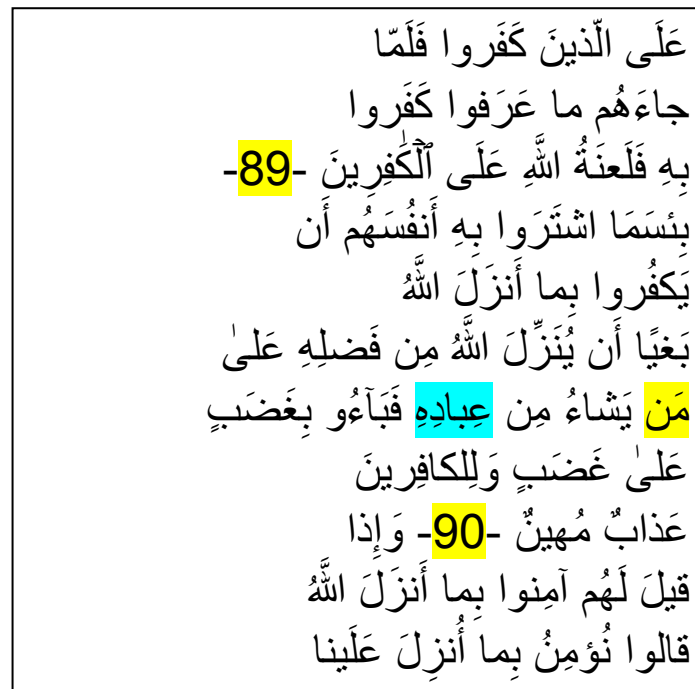 عَلَى الّذينَ كَفَروا فَلَمّا
جاءَهُم ما عَرَفوا كَفَروا
بِهِ فَلَعنَةُ اللَّهِ عَلَى ٱلۡكَٰفِرِينَ -89-
بِئسَمَا اشتَرَوا بِهِ أَنفُسَهُم أَن
يَكفُروا بِما أَنزَلَ اللَّهُ
بَغيًا أَن يُنَزِّلَ اللَّهُ مِن فَضلِهِ عَلىٰ
مَن يَشاءُ مِن عِبادِهِ فَبَآءُو بِغَضَبٍ
عَلىٰ غَضَبٍ وَلِلكافِرينَ
عَذابٌ مُهينٌ -90- وَإِذا
قيلَ لَهُم آمِنوا بِما أَنزَلَ اللَّهُ
قالوا نُؤمِنُ بِما أُنزِلَ عَلَينا